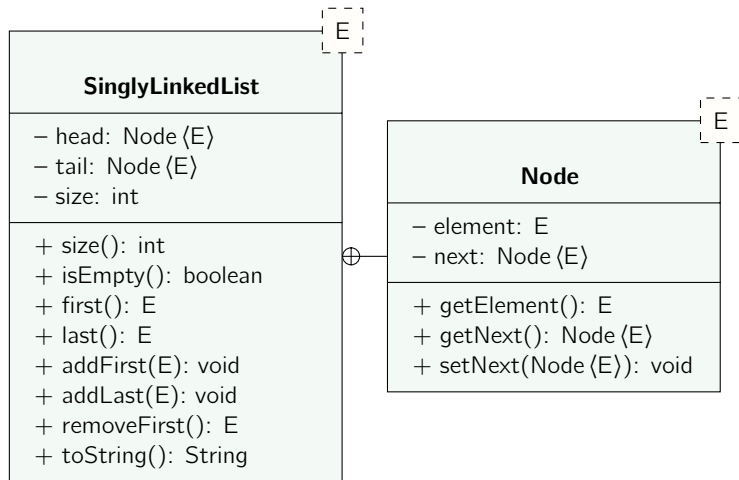 E
SinglyLinkedList
– head: Node⟨E⟩
– tail: Node⟨E⟩
– size: int
+ size(): int
+ isEmpty(): boolean
+ first(): E
+ last(): E
+ addFirst(E): void
+ addLast(E): void
+ removeFirst(): E
+ toString(): String
E
Node
– element: E
– next: Node⟨E⟩
+ getElement(): E
+ getNext(): Node⟨E⟩
+ setNext(Node⟨E⟩): void